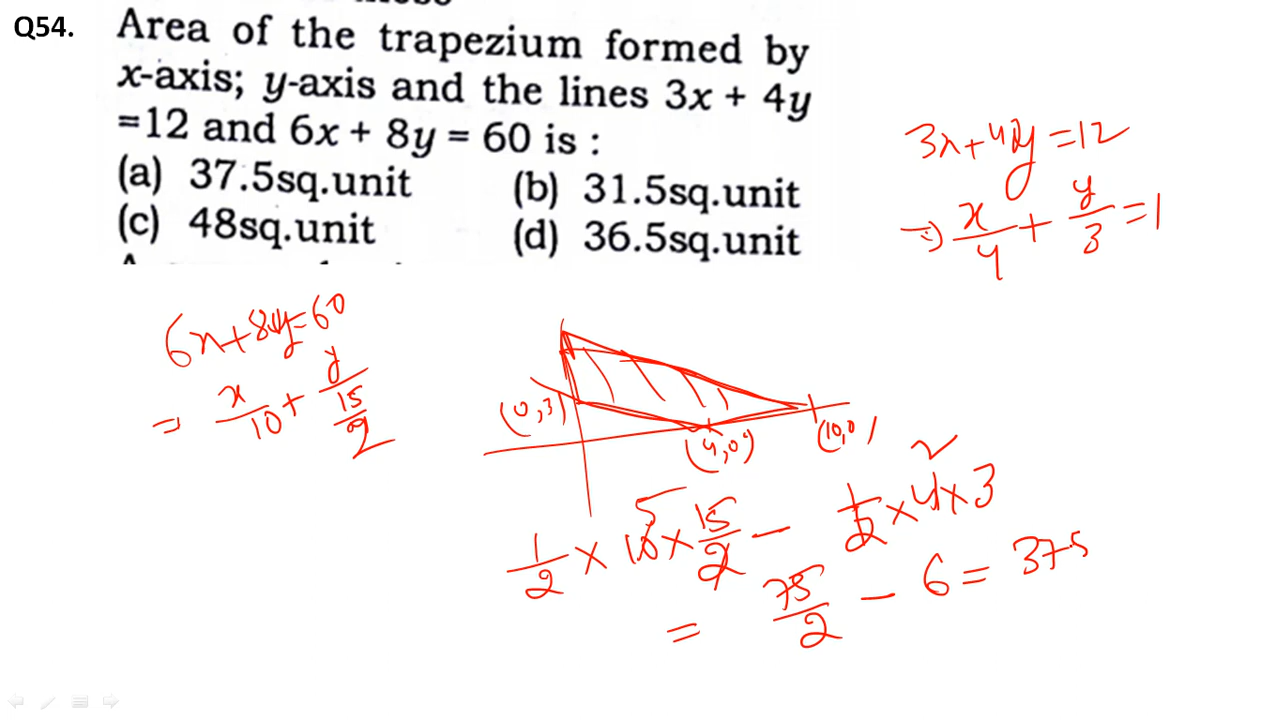 Q54. Area of the trapezium formed by
x-axis; y-axis and the lines 3x + 4y
=12 and 6x + 8y = 60 is :
(a) 37.5sq.unit (b) 31.5sq.unit
(c) 48sq.unit (d) 36.5sq.unit
3x+4y=12
⇒ x/4 + y/3 = 1
6x+8y=60
= x/10 + y/(15/2)
(0,3)
(4,0)
(10,0)
1/2 × 10 × 15/2 − 1/2 × 4 × 3
5
2
= 75/2 − 6 = 37.5